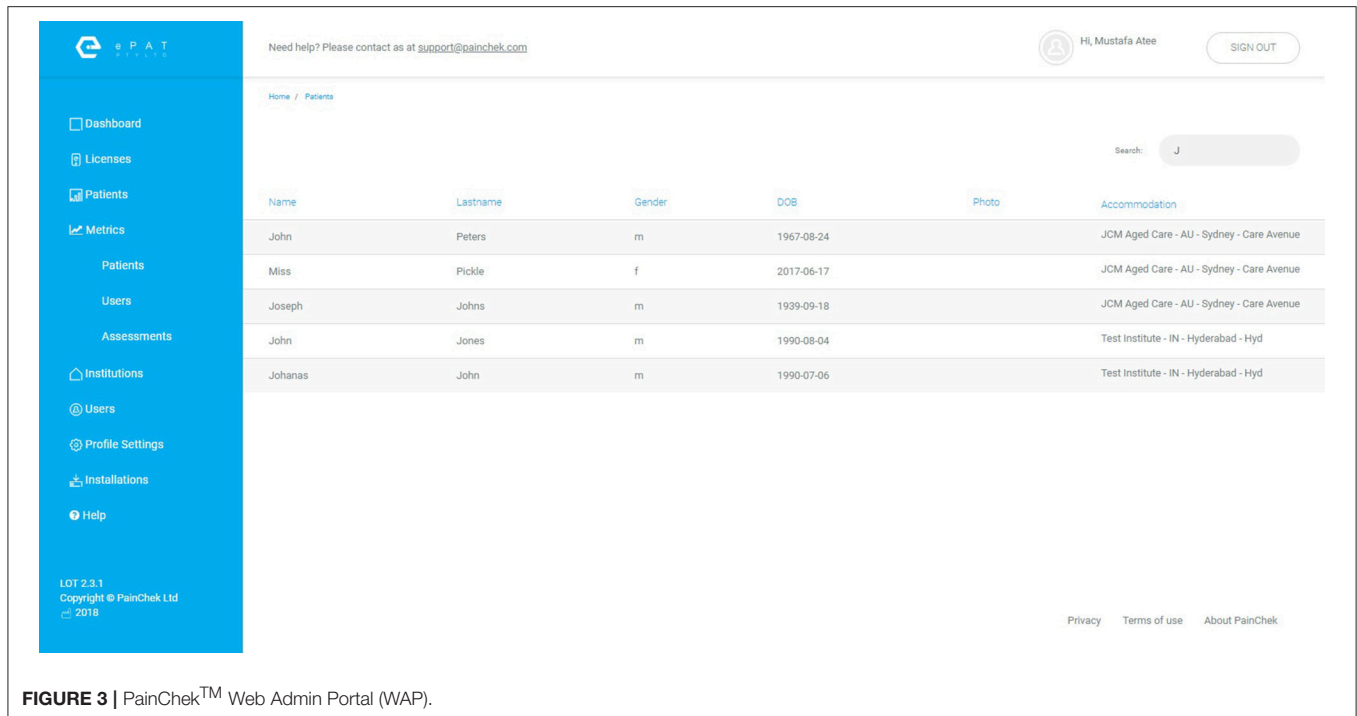 e P A T
Need help? Please contact as at support@painchek.com
Hi, Mustafa Atee
SIGN OUT
Home / Patients
Dashboard
Licenses
Patients
Metrics
Patients
Users
Assessments
Institutions
Users
Profile Settings
Installations
Help
LOT 2.3.1
Copyright © PainChek Ltd
2018
Search: J
Name Lastname Gender DOB Photo Accommodation
John Peters m 1967-08-24 JCM Aged Care - AU - Sydney - Care Avenue
Miss Pickle f 2017-06-17 JCM Aged Care - AU - Sydney - Care Avenue
Joseph Johns m 1939-09-18 JCM Aged Care - AU - Sydney - Care Avenue
John Jones m 1990-08-04 Test Institute - IN - Hyderabad - Hyd
Johanas John m 1990-07-06 Test Institute - IN - Hyderabad - Hyd
Privacy Terms of use About PainChek
FIGURE 3 | PainChek™ Web Admin Portal (WAP).